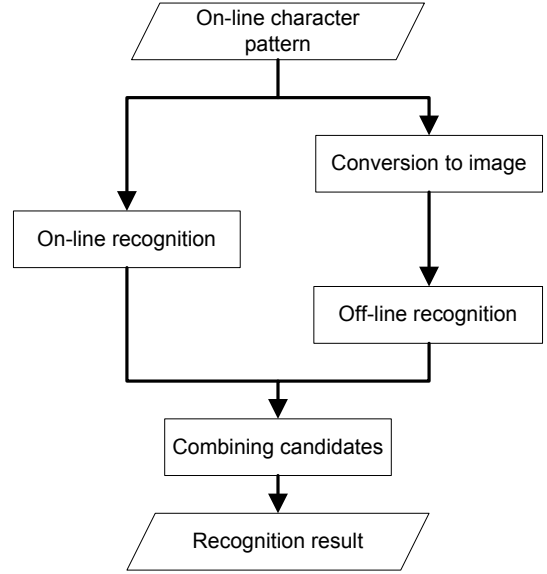 On-line character
pattern
Conversion to image
On-line recognition
Off-line recognition
Combining candidates
Recognition result